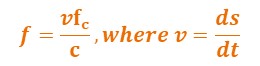 f = vf_c / c , where v = ds / dt